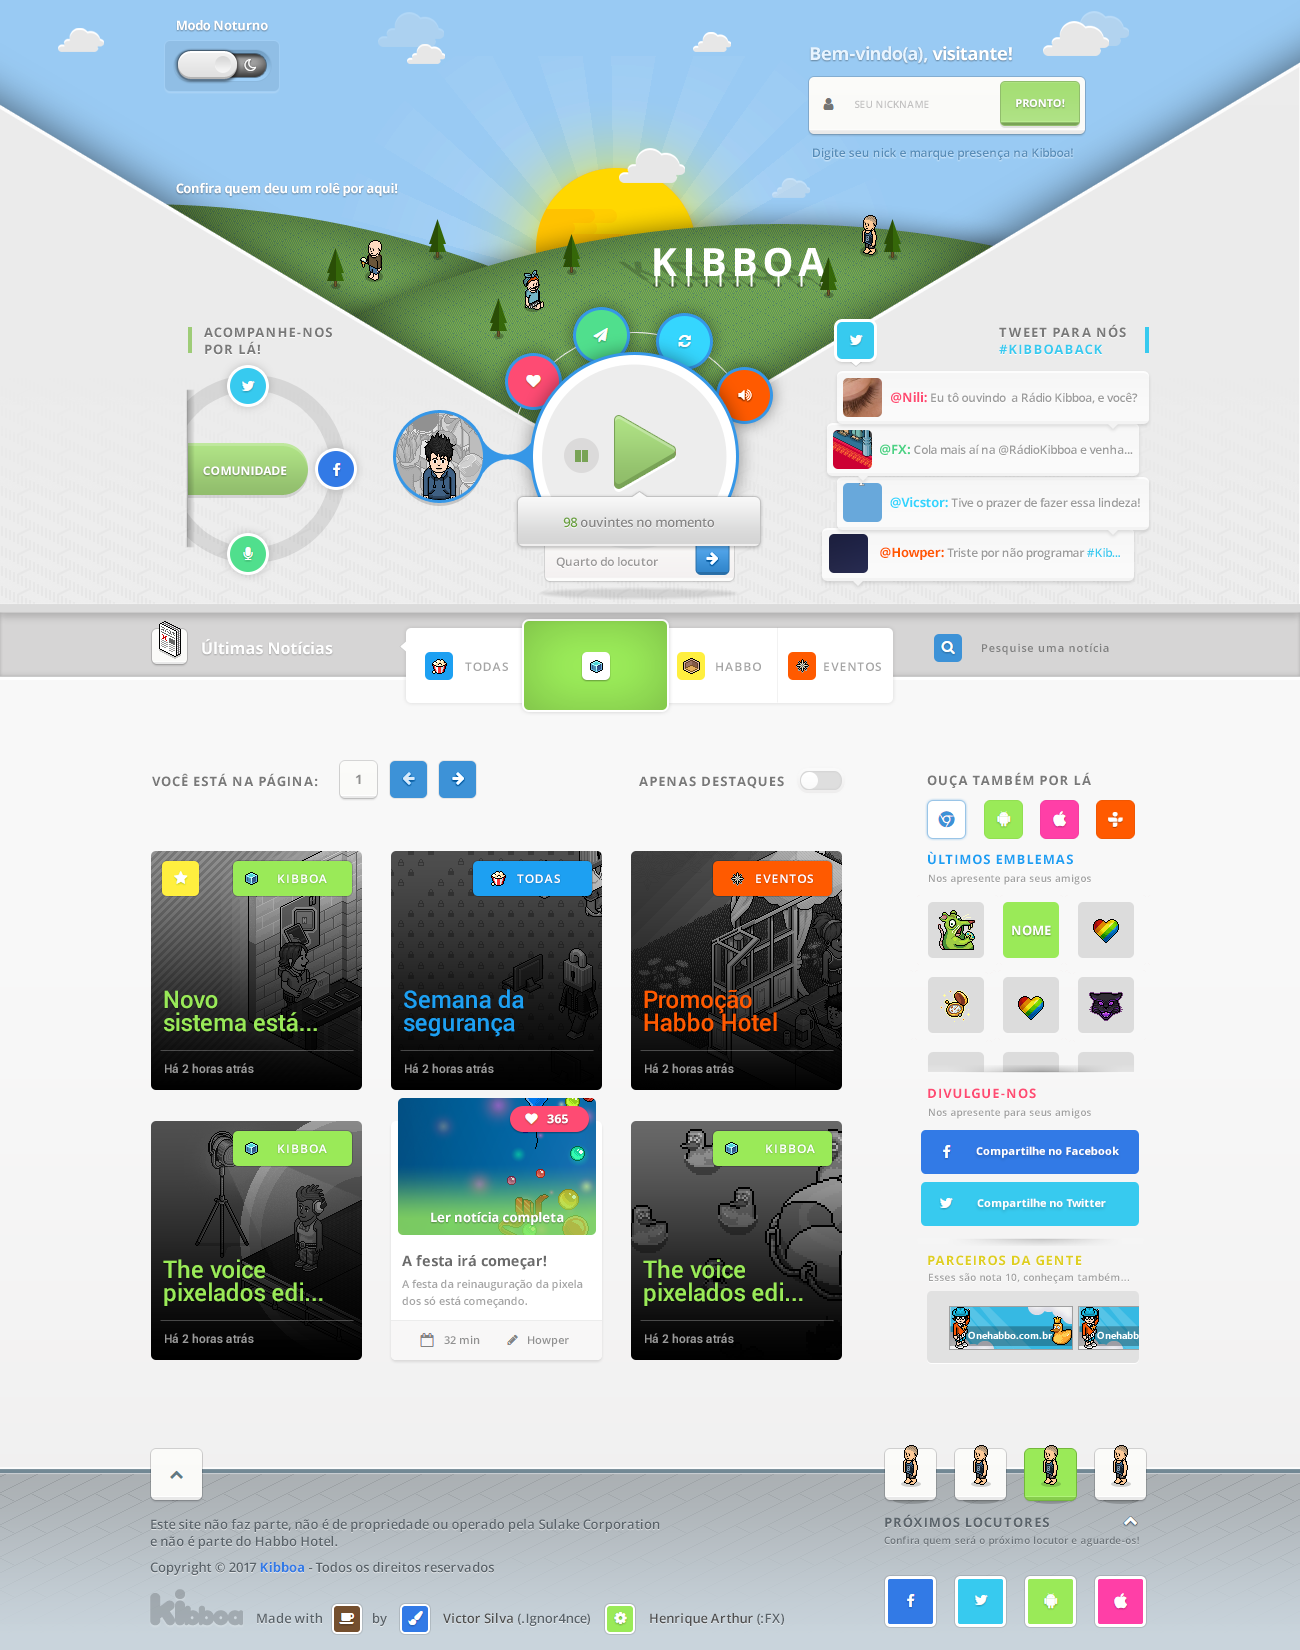 Modo Noturno
Bem-vindo(a), visitante!
SEU NICKNAME
PRONTO!
Digite seu nick e marque presença na Kibboa!
Confira quem deu um rolê por aqui!
KIBBOA
ACOMPANHE-NOS
POR LÁ!
COMUNIDADE
98 ouvintes no momento
Quarto do locutor
TWEET PARA NÓS
#KIBBOABACK
@Nili: Eu tô ouvindo a Rádio Kibboa, e você?
@FX: Cola mais aí na @RádioKibboa e venha...
@Vicstor: Tive o prazer de fazer essa lindeza!
@Howper: Triste por não programar #Kib...
Últimas Notícias
TODAS
HABBO
EVENTOS
Pesquise uma notícia
VOCÊ ESTÁ NA PÁGINA:
1
APENAS DESTAQUES
KIBBOA
Novo
sistema está...
Há 2 horas atrás
TODAS
Semana da
segurança
Há 2 horas atrás
EVENTOS
Promoção
Habbo Hotel
Há 2 horas atrás
KIBBOA
The voice
pixelados edi...
Há 2 horas atrás
365
Ler notícia completa
A festa irá começar!
A festa da reinauguração da pixela
dos só está começando.
32 min
Howper
KIBBOA
The voice
pixelados edi...
Há 2 horas atrás
OUÇA TAMBÉM POR LÁ
ÙLTIMOS EMBLEMAS
Nos apresente para seus amigos
NOME
DIVULGUE-NOS
Nos apresente para seus amigos
Compartilhe no Facebook
Compartilhe no Twitter
PARCEIROS DA GENTE
Esses são nota 10, conheçam também...
Onehabbo.com.br
Onehabb
Este site não faz parte, não é de propriedade ou operado pela Sulake Corporation
e não é parte do Habbo Hotel.
Copyright © 2017 Kibboa - Todos os direitos reservados
kibboa
Made with
by
Victor Silva (.Ignor4nce)
Henrique Arthur (:FX)
PRÓXIMOS LOCUTORES
Confira quem será o próximo locutor e aguarde-os!